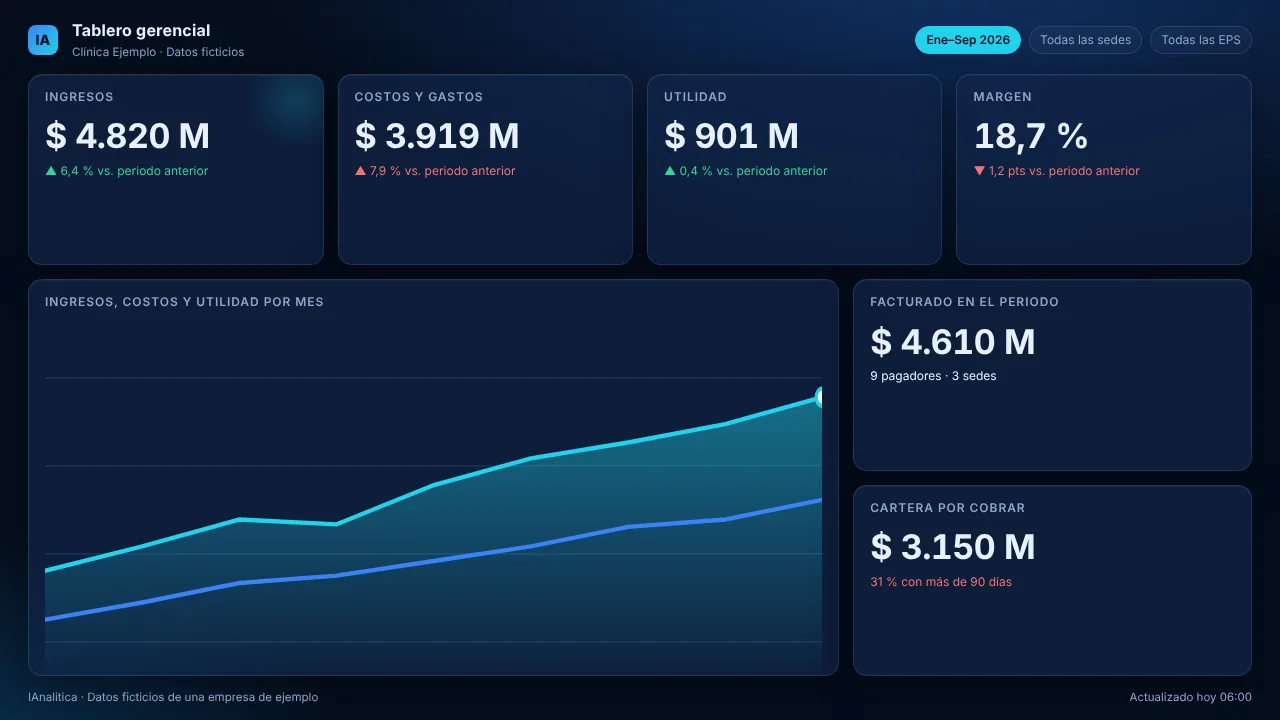 IA
Tablero gerencial
Clínica Ejemplo · Datos ficticios
Ene–Sep 2026
Todas las sedes
Todas las EPS
INGRESOS
$ 4.820 M
▲ 6,4 % vs. periodo anterior
COSTOS Y GASTOS
$ 3.919 M
▲ 7,9 % vs. periodo anterior
UTILIDAD
$ 901 M
▲ 0,4 % vs. periodo anterior
MARGEN
18,7 %
▼ 1,2 pts vs. periodo anterior
INGRESOS, COSTOS Y UTILIDAD POR MES
FACTURADO EN EL PERIODO
$ 4.610 M
9 pagadores · 3 sedes
CARTERA POR COBRAR
$ 3.150 M
31 % con más de 90 días
IAnalitica · Datos ficticios de una empresa de ejemplo
Actualizado hoy 06:00